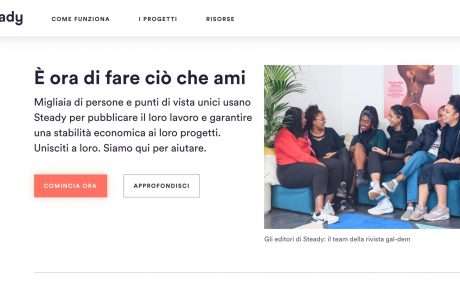 eady
COME FUNZIONA
I PROGETTI
RISORSE
È ora di fare ciò che ami
Migliaia di persone e punti di vista unici usano
Steady per pubblicare il loro lavoro e garantire
una stabilità economica ai loro progetti.
Unisciti a loro. Siamo qui per aiutare.
COMINCIA ORA
APPROFONDISCI
Gli editori di Steady: il team della rivista gal-dem